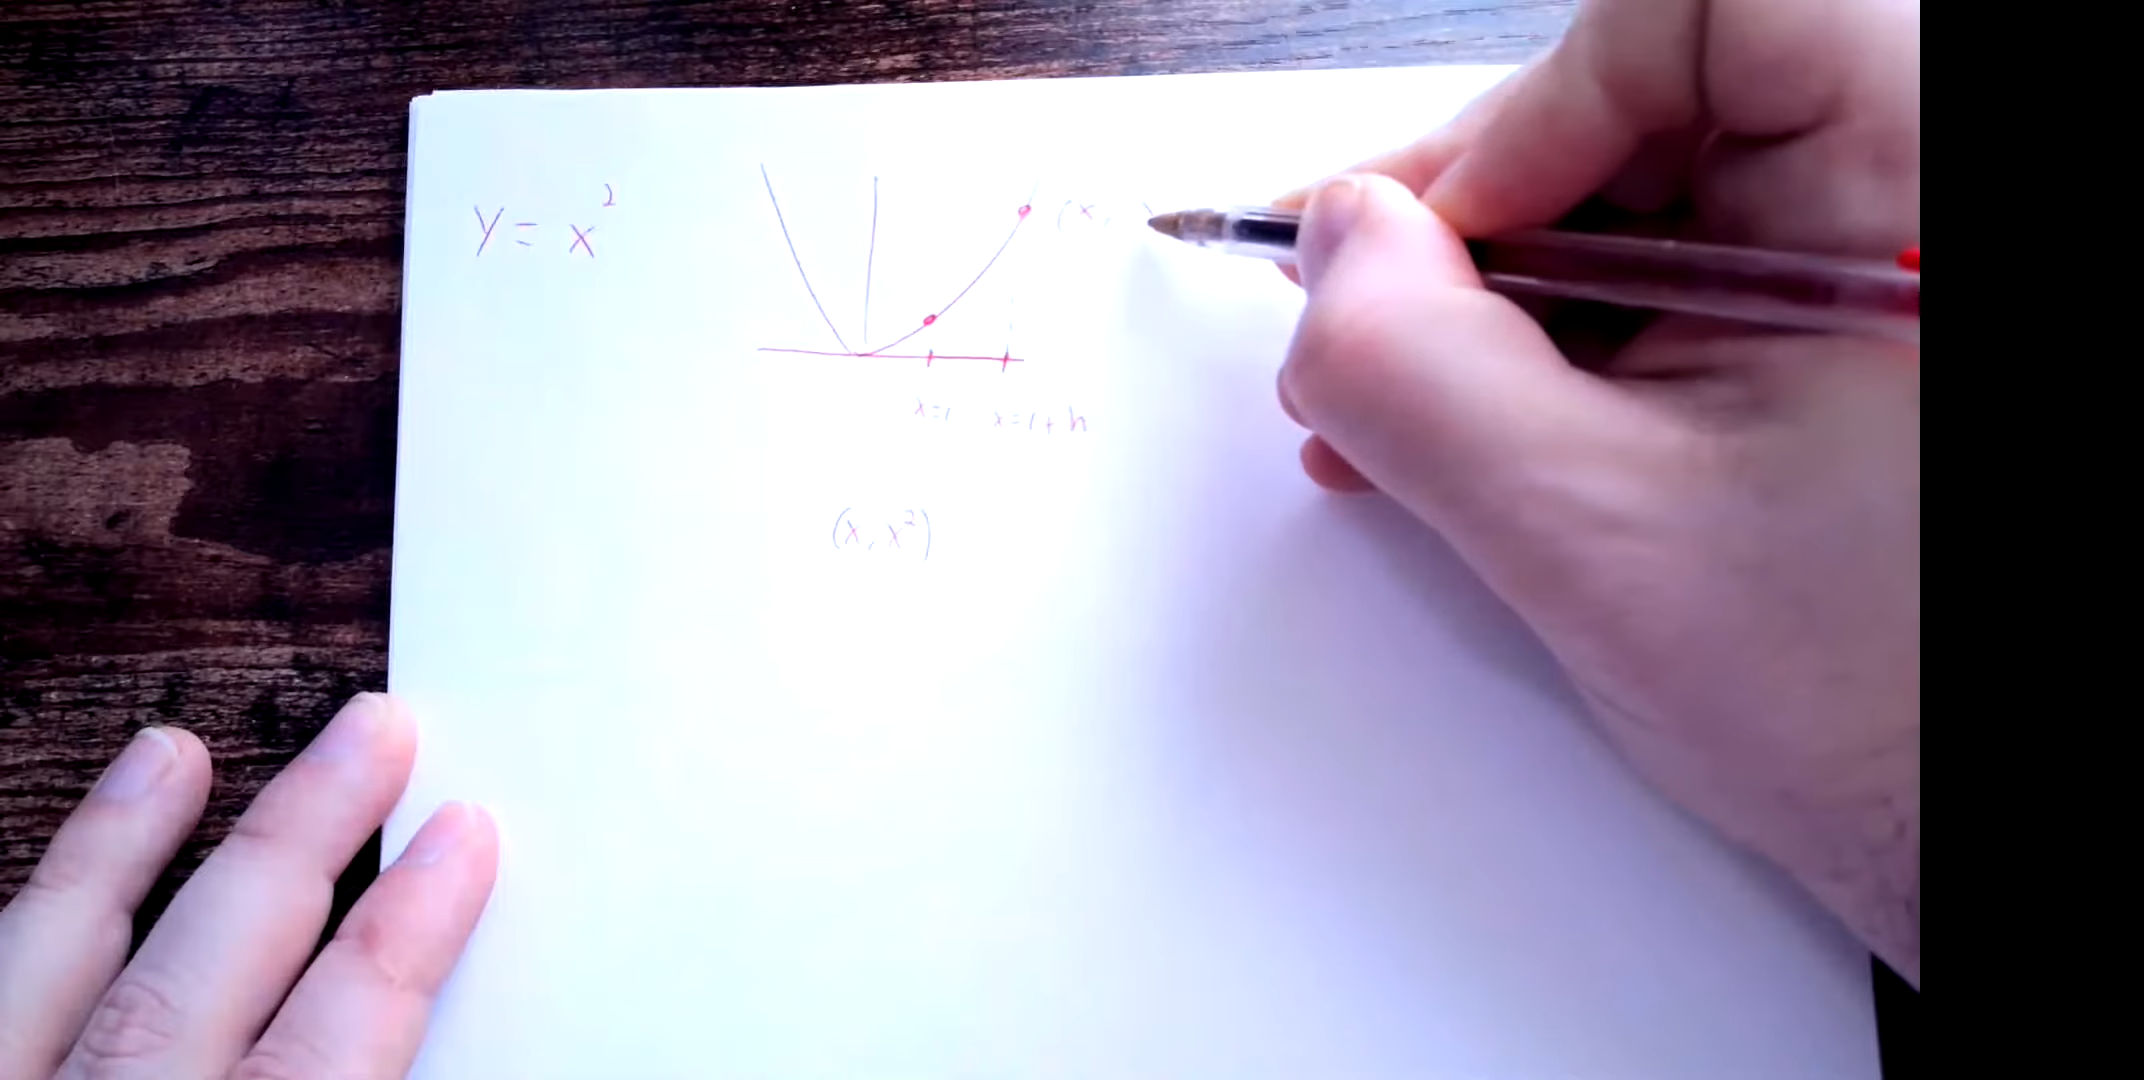 y = x²
(x,
x=1 x=1+h
(x, x²)